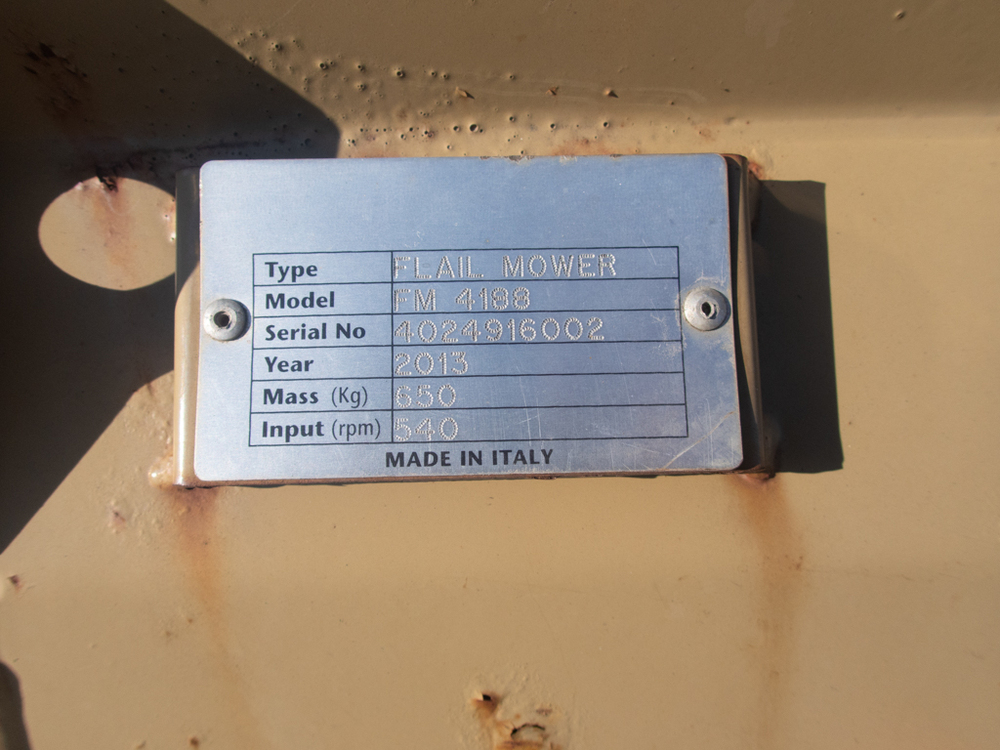 Type FLAIL MOWER
Model FM 4188
Serial No 4024916002
Year 2013
Mass (Kg) 650
Input (rpm) 540
MADE IN ITALY